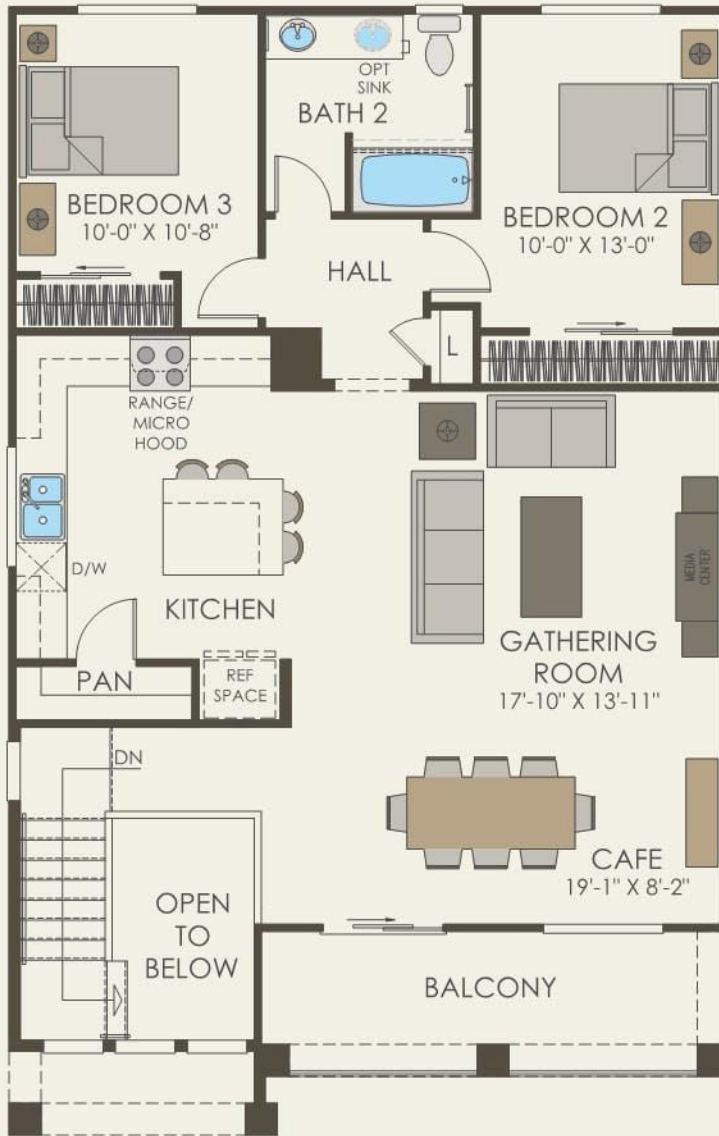 OPT
SINK
BATH 2
BEDROOM 3
10'-0" X 10'-8"
BEDROOM 2
10'-0" X 13'-0"
HALL
L
RANGE/
MICRO
HOOD
D/W
KITCHEN
MEDIA
CENTER
GATHERING
ROOM
17'-10" X 13'-11"
PAN
REF
SPACE
DN
CAFE
19'-1" X 8'-2"
OPEN
TO
BELOW
BALCONY